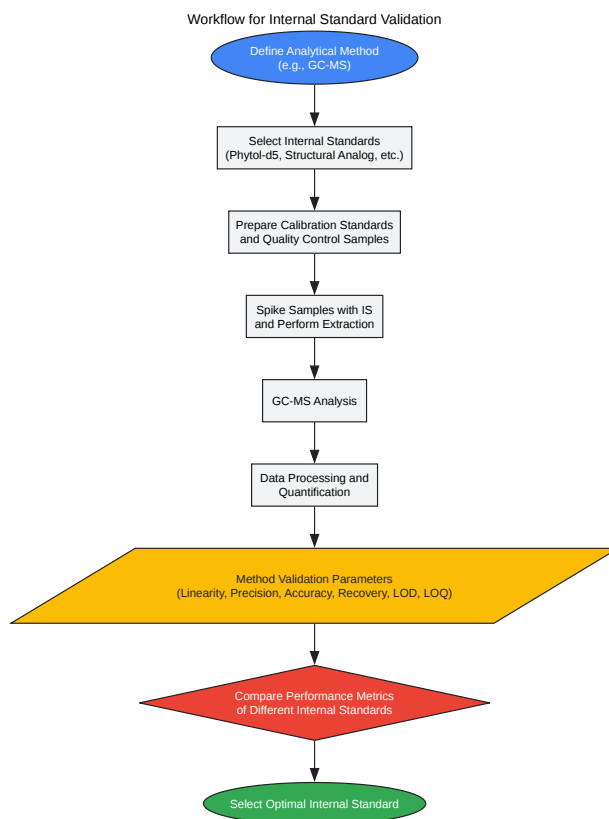 Workflow for Internal Standard Validation
Define Analytical Method
(e.g., GC-MS)
Select Internal Standards
(Phytol-d5, Structural Analog, etc.)
Prepare Calibration Standards
and Quality Control Samples
Spike Samples with IS
and Perform Extraction
GC-MS Analysis
Data Processing and
Quantification
Method Validation Parameters
(Linearity, Precision, Accuracy, Recovery, LOD, LOQ)
Compare Performance Metrics
of Different Internal Standards
Select Optimal Internal Standard